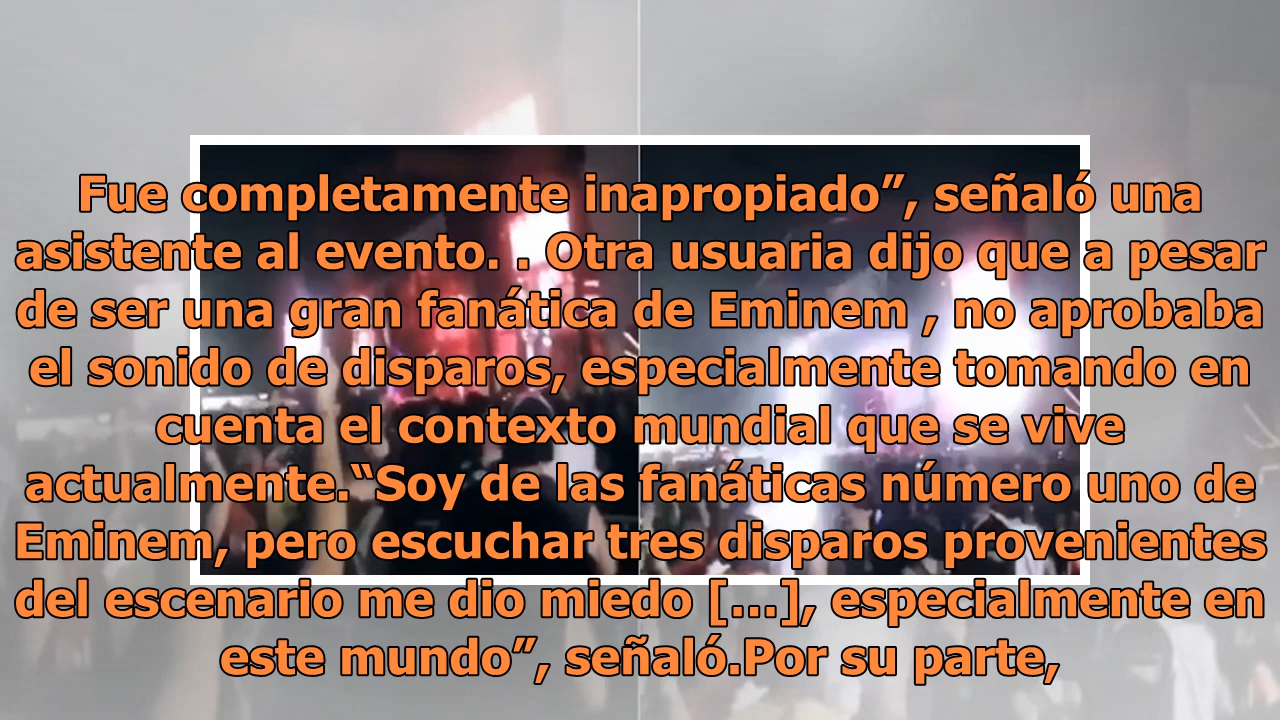 Fue completamente inapropiado”, señaló una
asistente al evento. . Otra usuaria dijo que a pesar
de ser una gran fanática de Eminem , no aprobaba
el sonido de disparos, especialmente tomando en
cuenta el contexto mundial que se vive
actualmente.“Soy de las fanáticas número uno de
Eminem, pero escuchar tres disparos provenientes
del escenario me dio miedo [...], especialmente en
este mundo”, señaló.Por su parte,